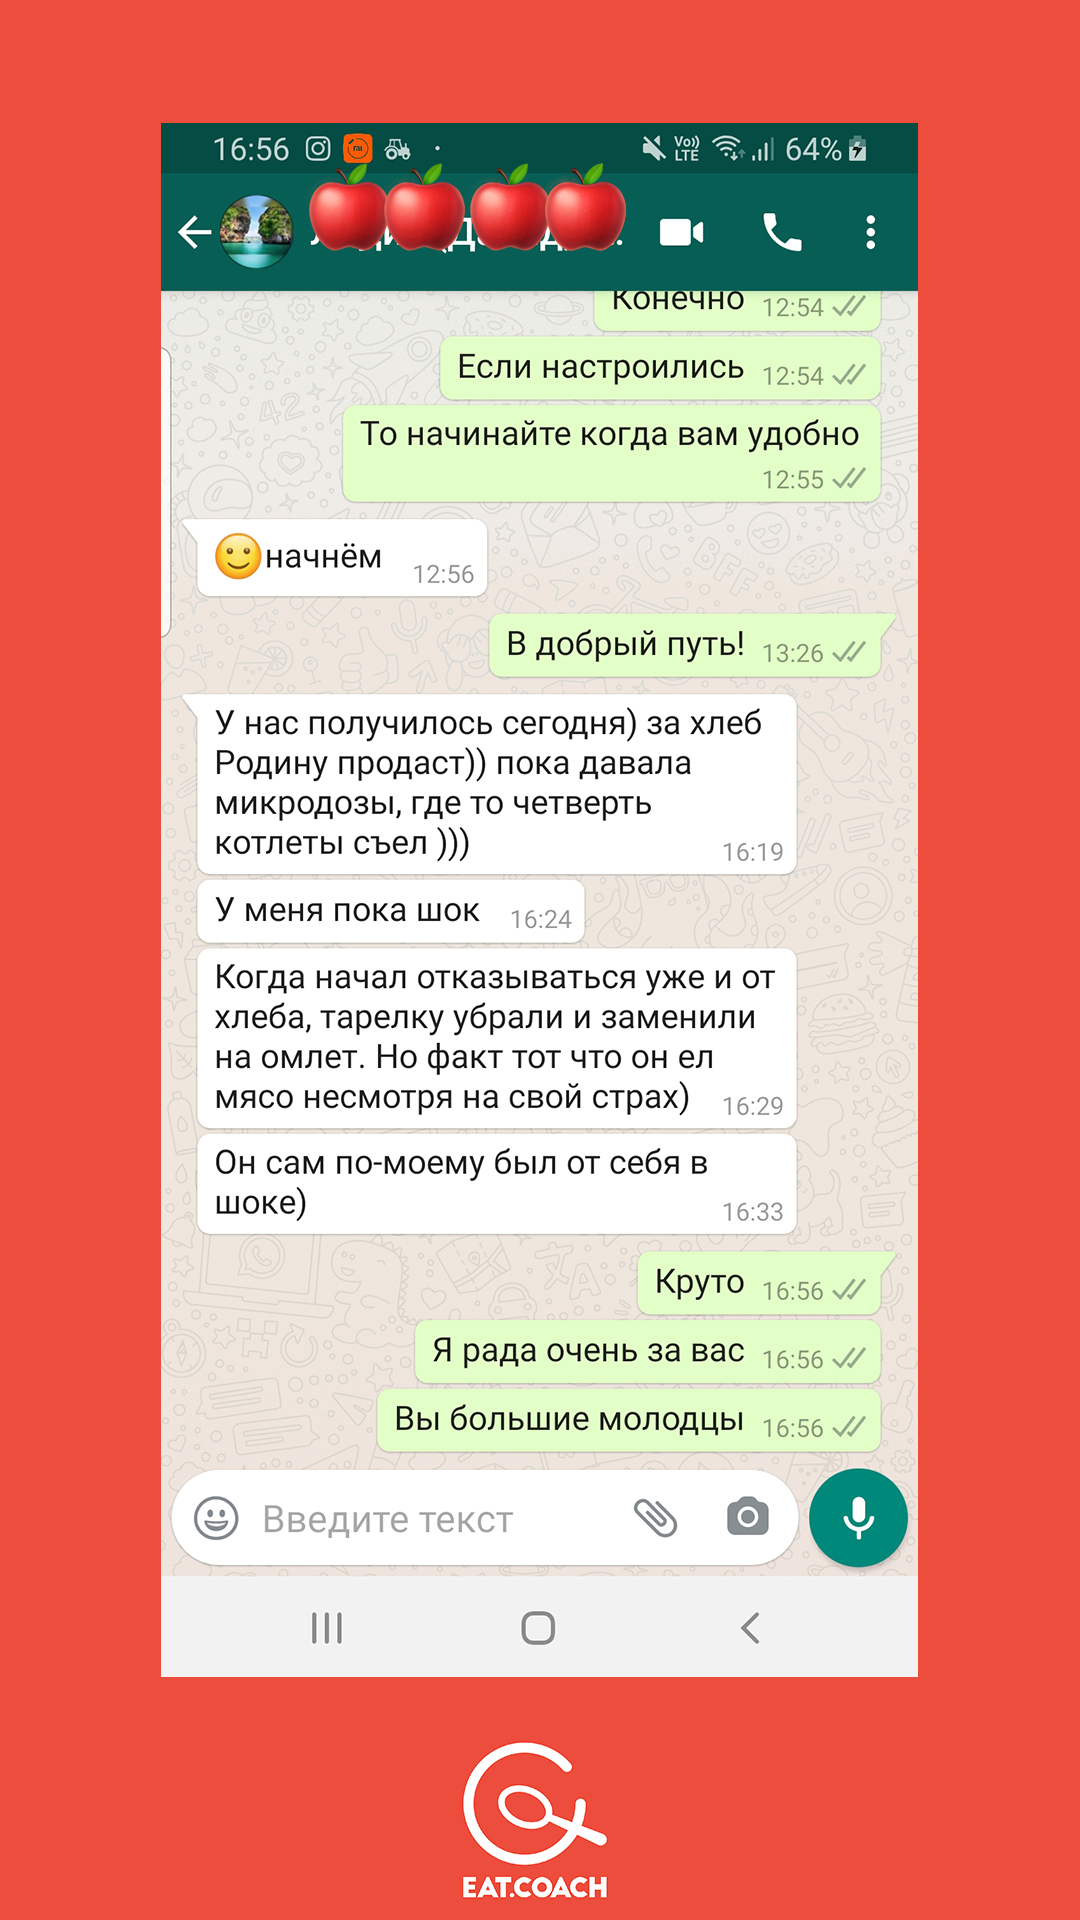 16:56
Vo)) LTE
64%
Конечно 12:54
Если настроились 12:54
То начинайте когда вам удобно
12:55
🙂начнём 12:56
В добрый путь! 13:26
У нас получилось сегодня) за хлеб
Родину продаст)) пока давала
микродозы, где то четверть
котлеты съел )))
16:19
У меня пока шок 16:24
Когда начал отказываться уже и от
хлеба, тарелку убрали и заменили
на омлет. Но факт тот что он ел
мясо несмотря на свой страх) 16:29
Он сам по-моему был от себя в
шоке) 16:33
Круто 16:56
Я рада очень за вас 16:56
Вы большие молодцы 16:56
Введите текст
EAT.COACH